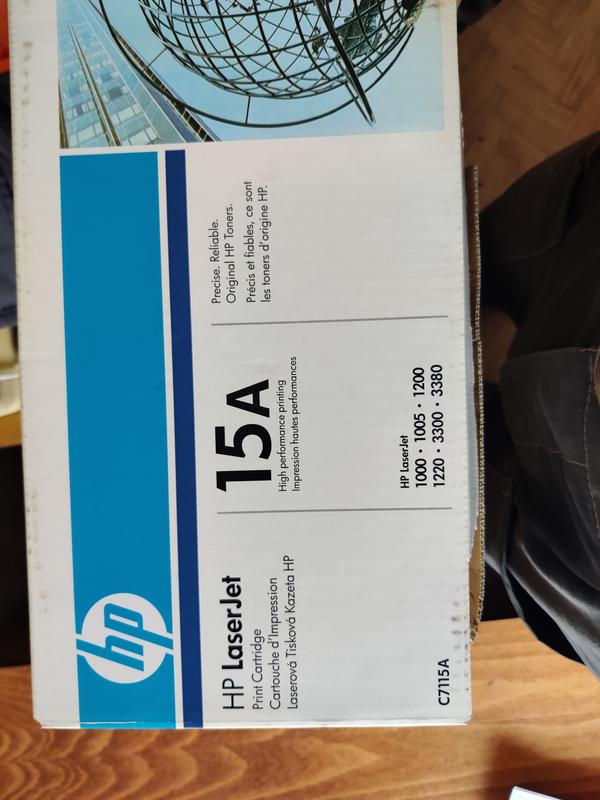 hp
HP LaserJet
Print Cartridge
Cartouche d'Impression
Laserová Tisková Kazeta HP
C7115A
15A
High performance printing
Impression hautes performances
HP LaserJet
1000 • 1005 • 1200
1220 • 3300 • 3380
Precise. Reliable.
Original HP Toners.
Précis et fiables, ce sont
les toners d'origine HP.